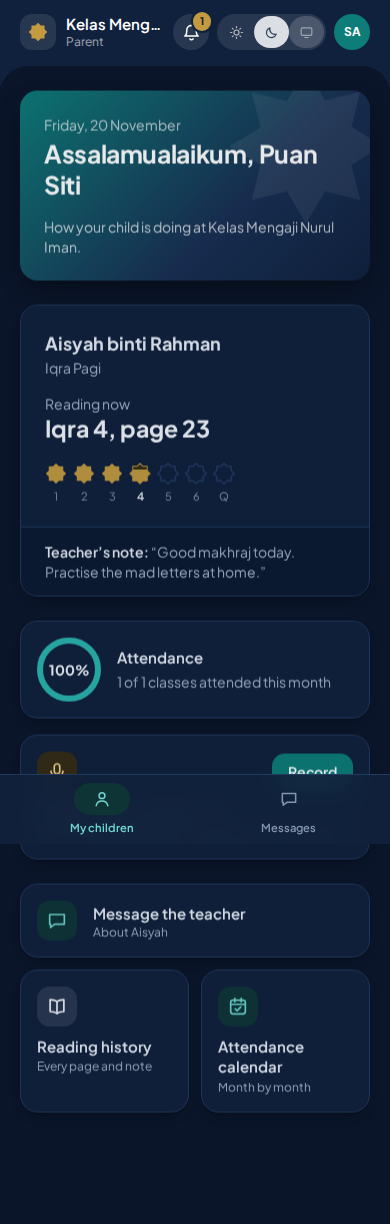 Kelas Meng...
Parent
1
SA
Friday, 20 November
Assalamualaikum, Puan
Siti
How your child is doing at Kelas Mengaji Nurul
Iman.
Aisyah binti Rahman
Iqra Pagi
Reading now
Iqra 4, page 23
1 2 3 4 5 6 Q
Teacher's note: "Good makhraj today.
Practise the mad letters at home."
100%
Attendance
1 of 1 classes attended this month
Record
My children
Messages
Message the teacher
About Aisyah
Reading history
Every page and note
Attendance
calendar
Month by month